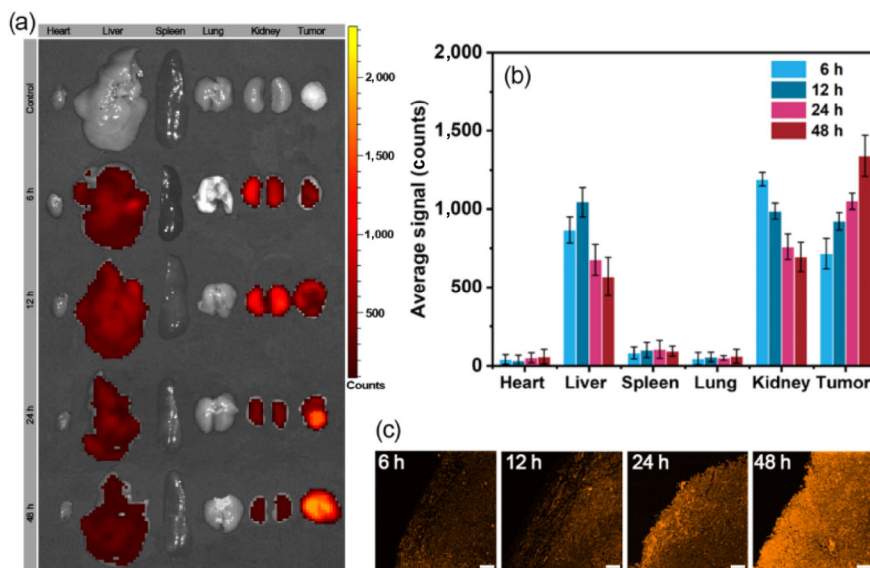 (a)
Heart Liver Spleen Lung Kidney Tumor
Control
6 h
12 h
24 h
48 h
2,000
1,500
1,000
500
Counts
(b)
Average signal (counts)
2,000
1,500
1,000
500
0
6 h
12 h
24 h
48 h
Heart Liver Spleen Lung Kidney Tumor
(c)
6 h 12 h 24 h 48 h